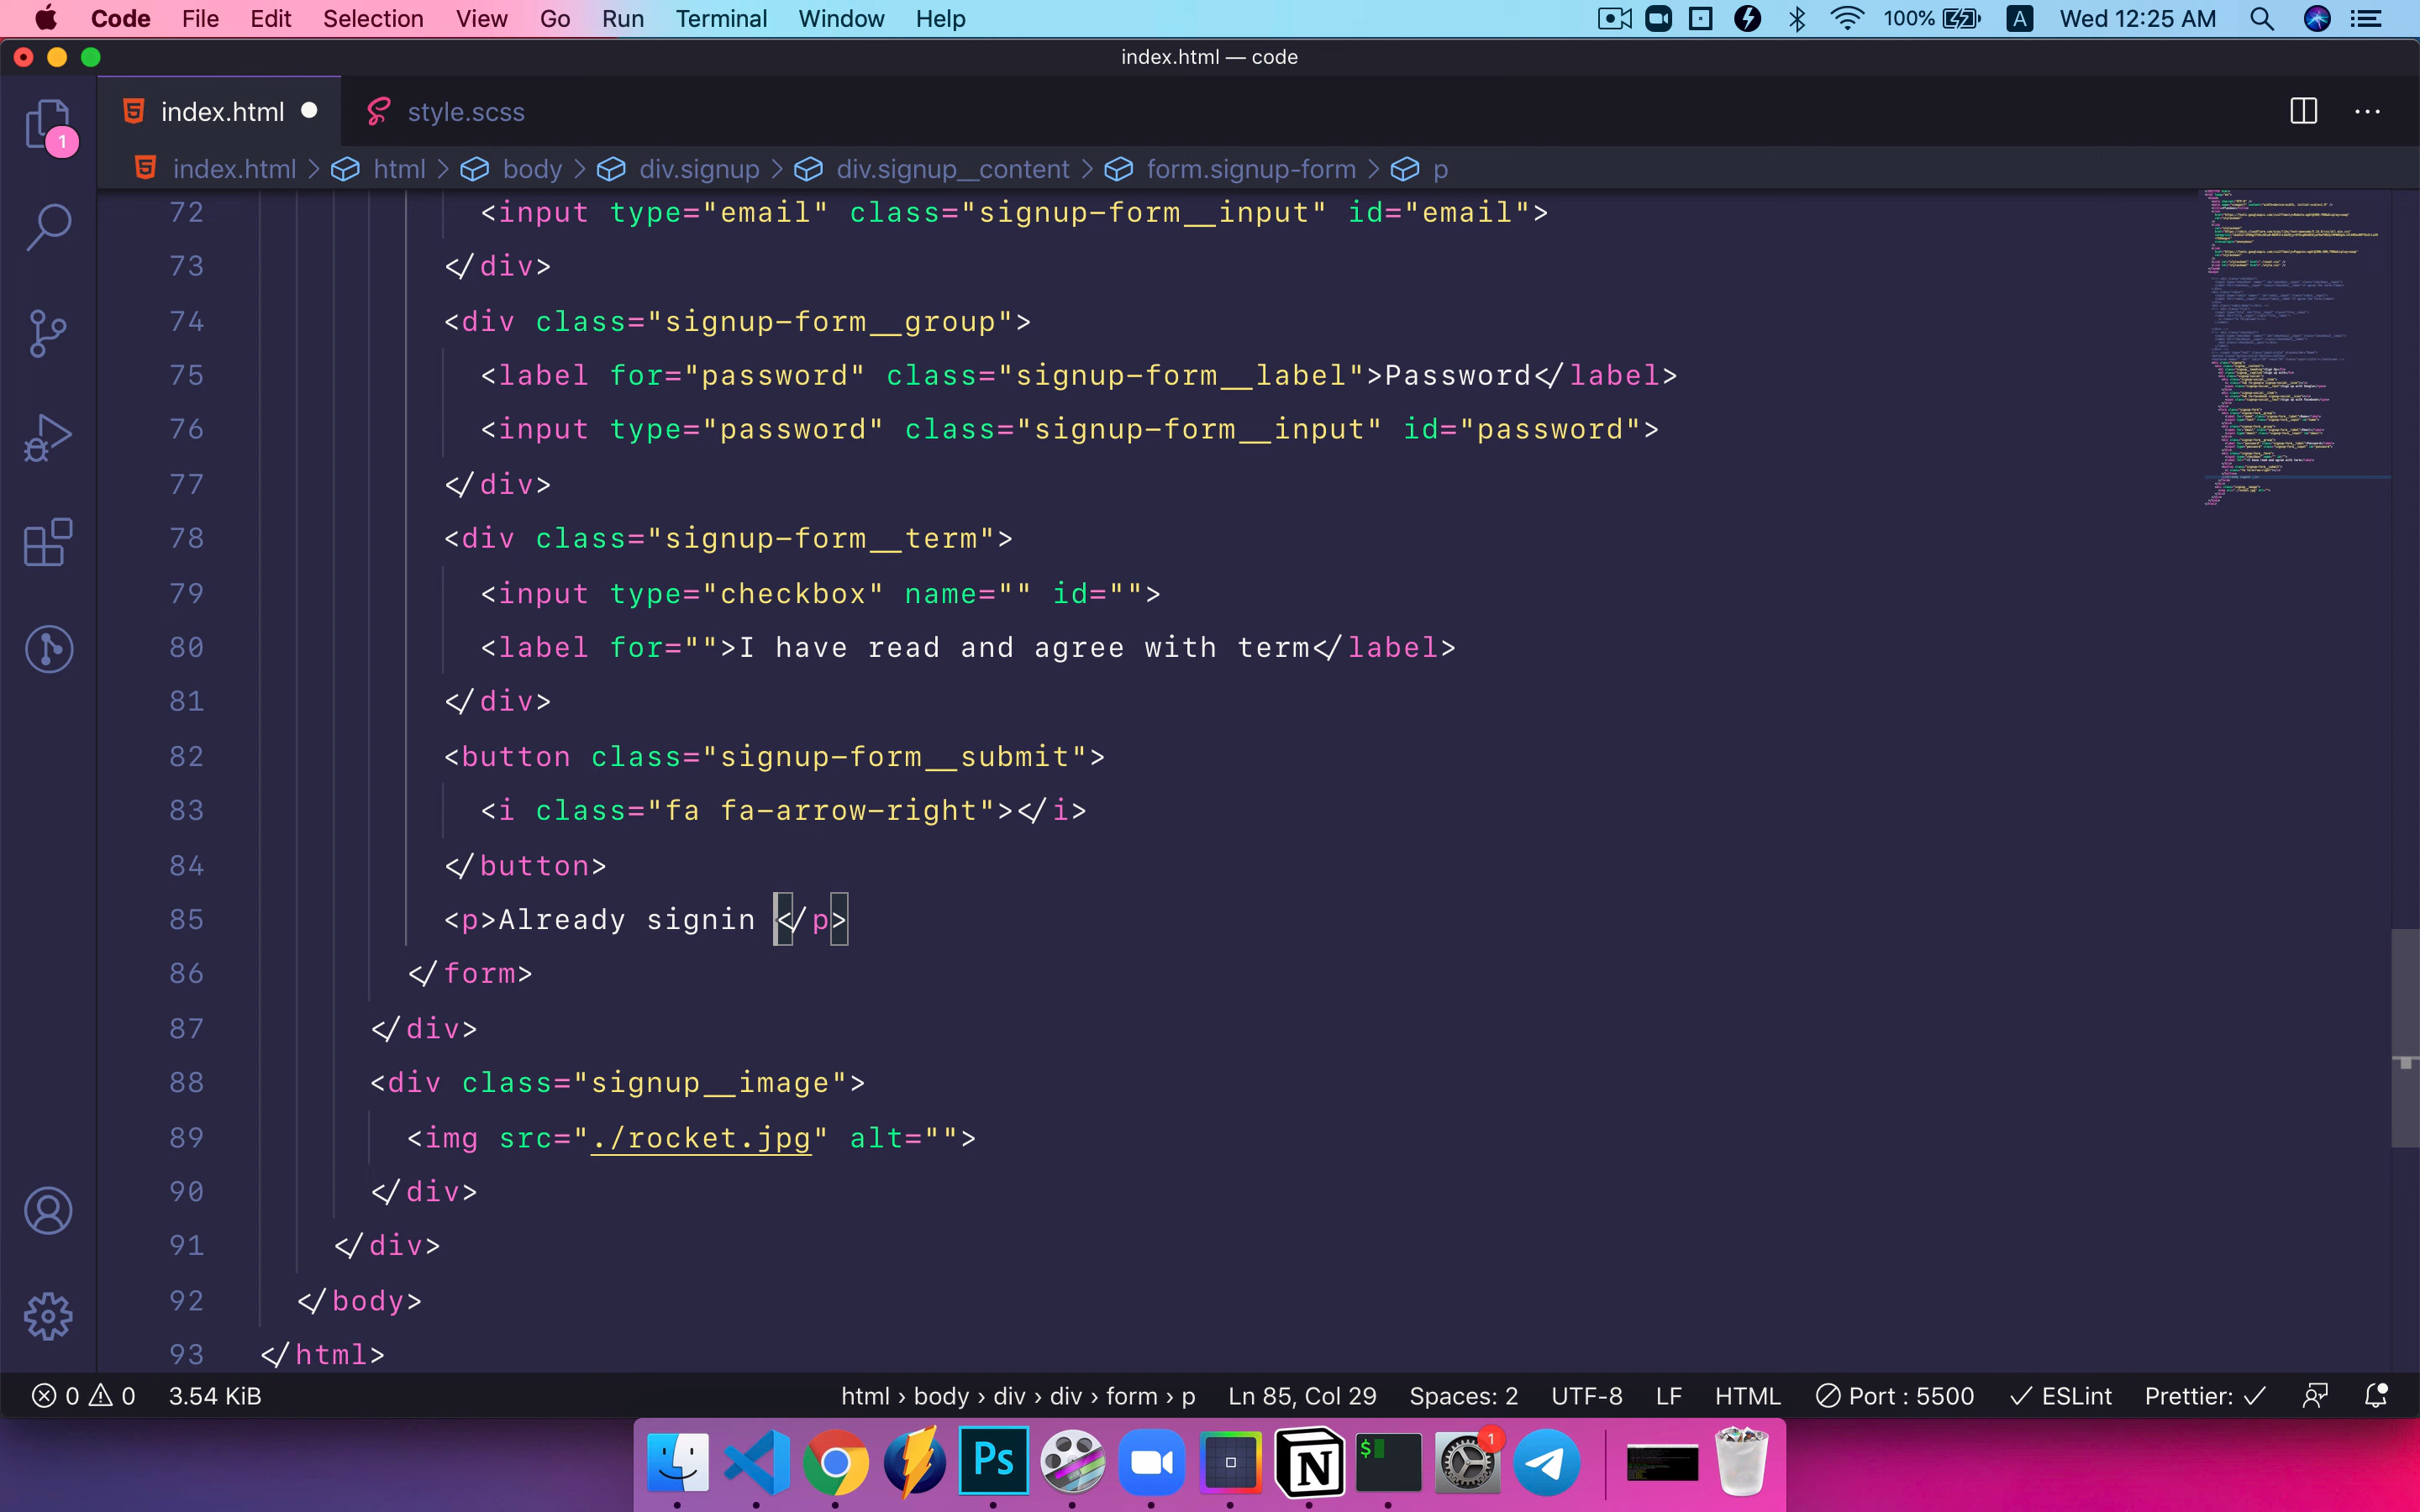 Code File Edit Selection View Go Run Terminal Window Help 100% A Wed 12:25 AM
index.html — code
index.html style.scss
1
index.html > html > body > div.signup > div.signup__content > form.signup-form > p
72 <input type="email" class="signup-form__input" id="email">
73 </div>
74 <div class="signup-form__group">
75 <label for="password" class="signup-form__label">Password</label>
76 <input type="password" class="signup-form__input" id="password">
77 </div>
78 <div class="signup-form__term">
79 <input type="checkbox" name="" id="">
80 <label for="">I have read and agree with term</label>
81 </div>
82 <button class="signup-form__submit">
83 <i class="fa fa-arrow-right"></i>
84 </button>
85 <p>Already signin </p>
86 </form>
87 </div>
88 <div class="signup__image">
89 <img src="./rocket.jpg" alt="">
90 </div>
91 </div>
92 </body>
93 </html>
0 0 3.54 KiB html › body › div › div › form › p Ln 85, Col 29 Spaces: 2 UTF-8 LF HTML Port : 5500 ESLint Prettier:
Ps N $ 1